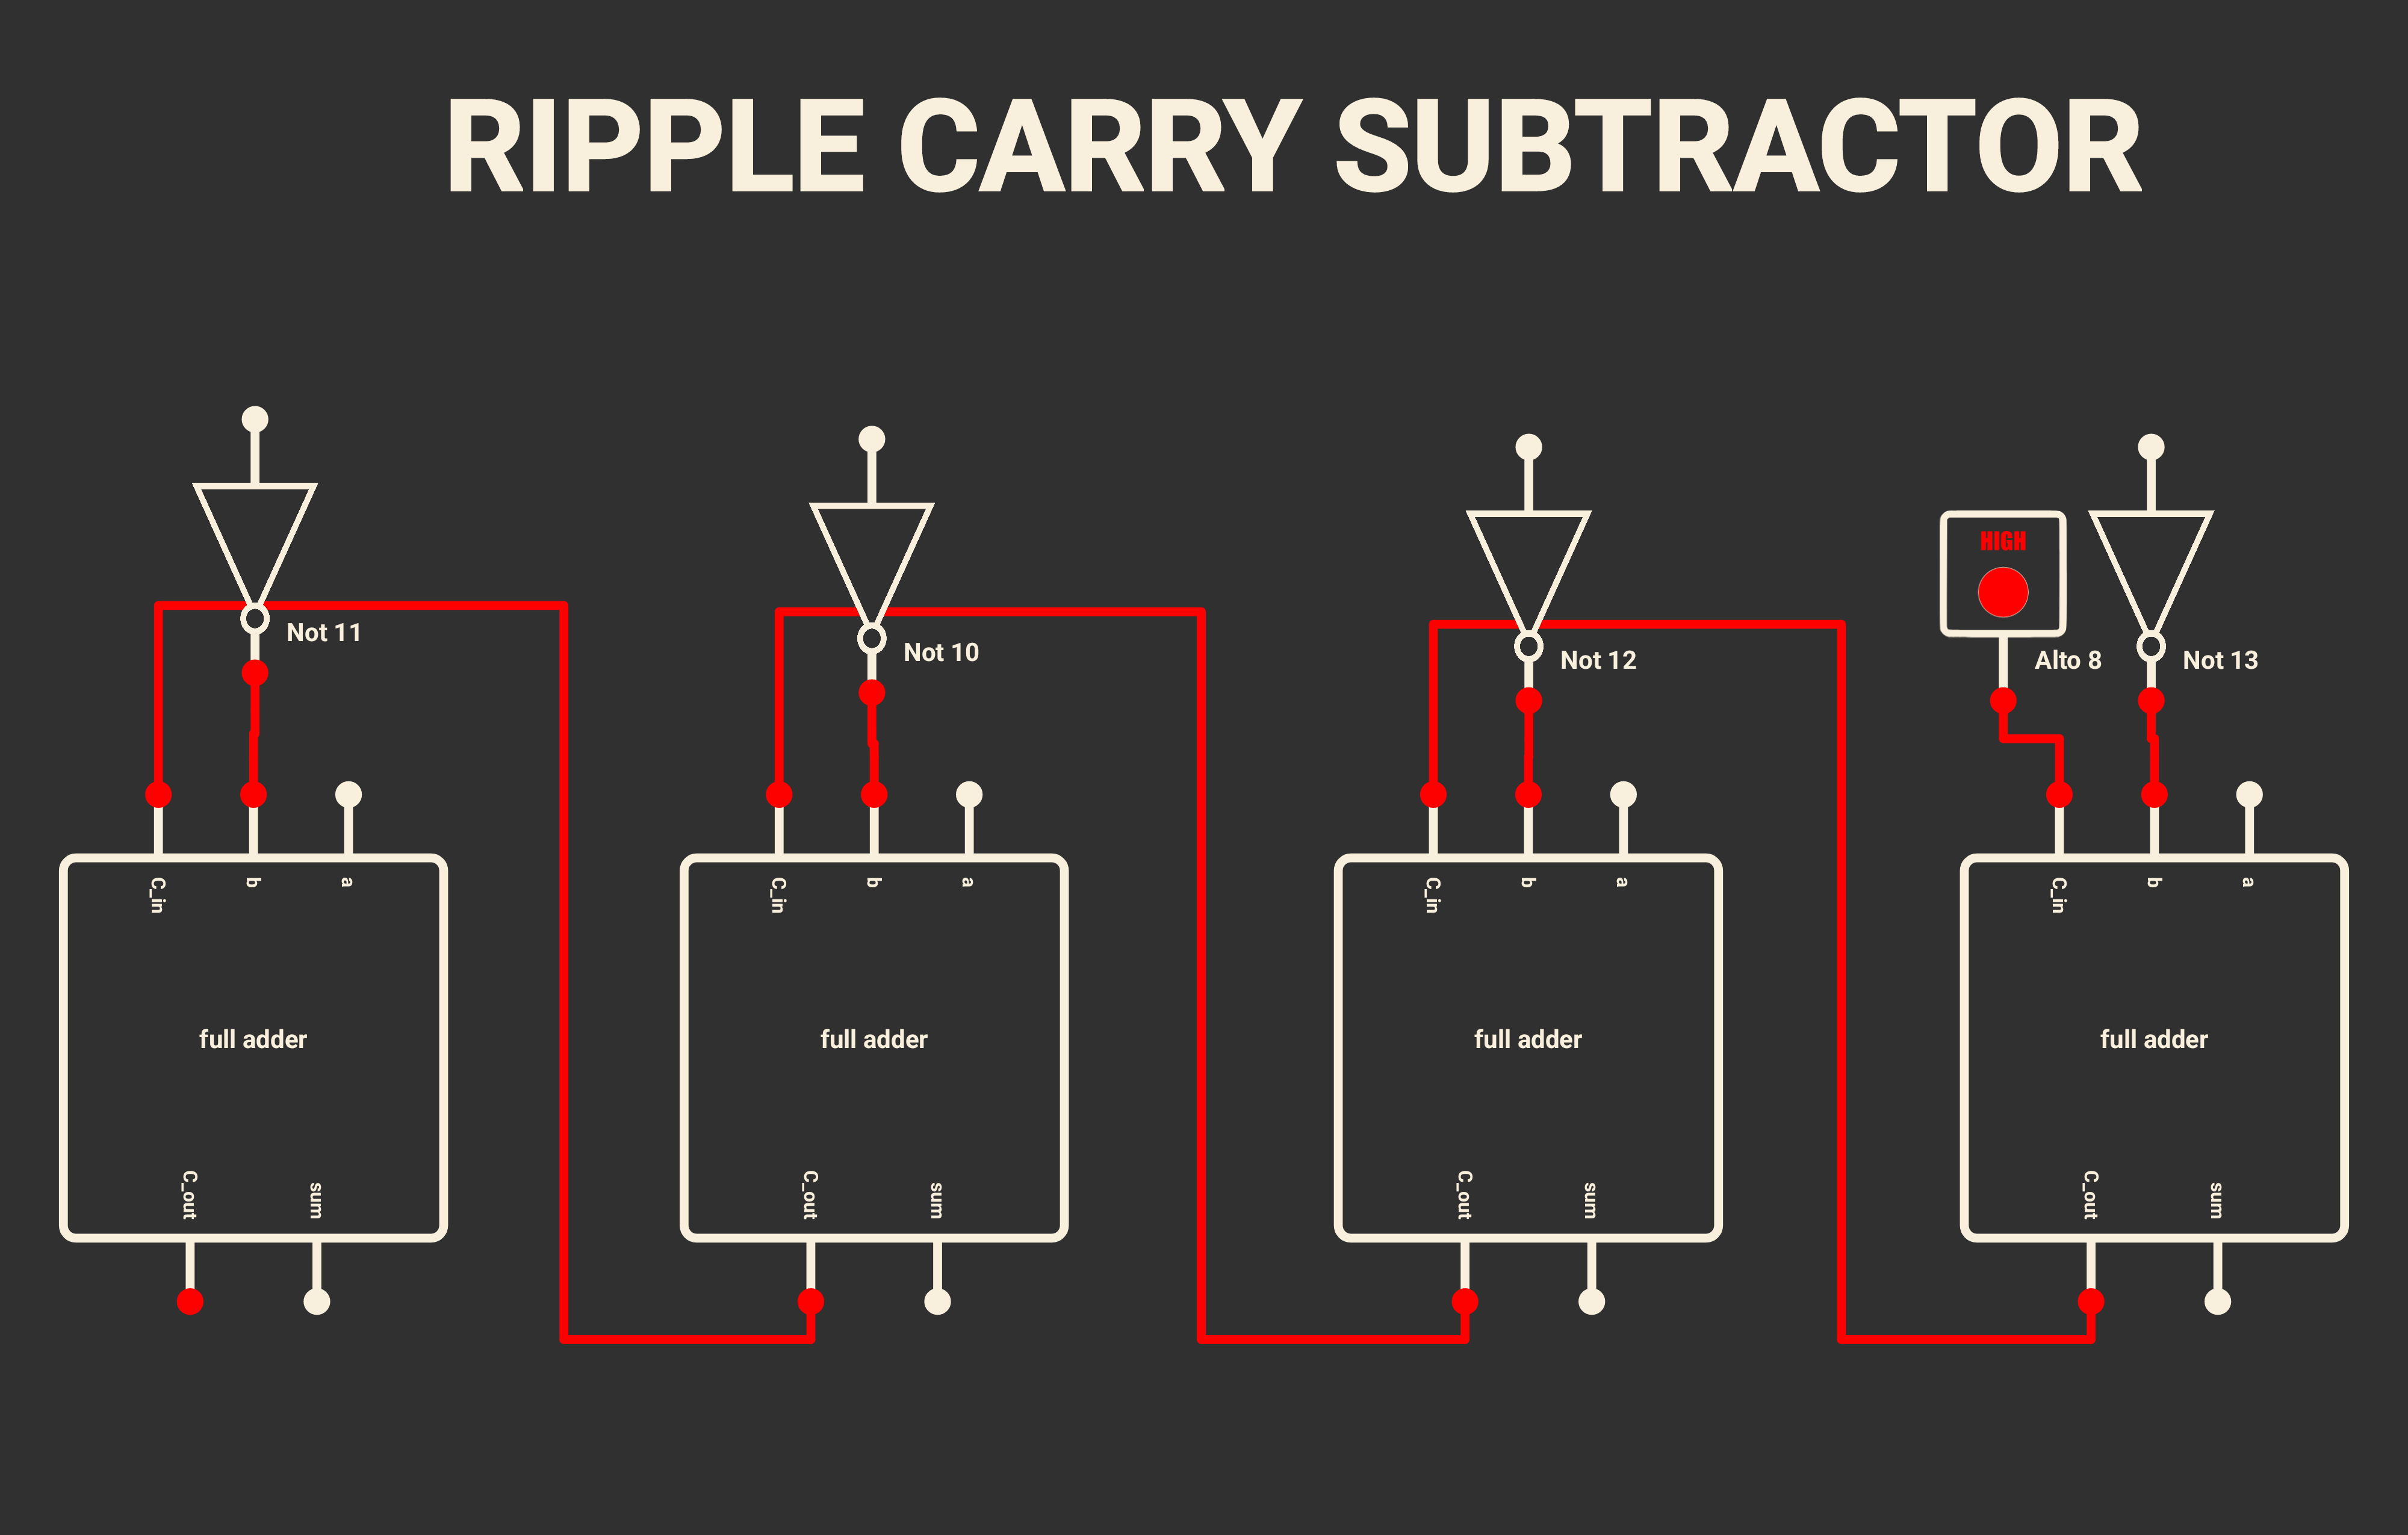 RIPPLE CARRY SUBTRACTOR
HIGH
Not 11
Not 10
Not 12
Alto 8
Not 13
C_in
b
a
C_in
b
a
C_in
b
a
C_in
b
a
full adder
full adder
full adder
full adder
C_out
sum
C_out
sum
C_out
sum
C_out
sum